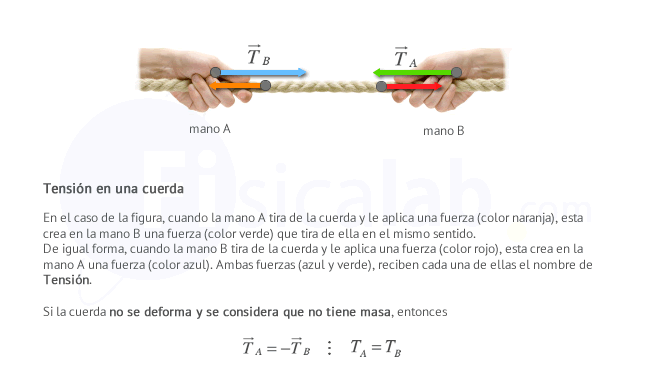 T⃗ B T⃗ A
mano A
mano B
Tensión en una cuerda
En el caso de la figura, cuando la mano A tira de la cuerda y le aplica una fuerza (color naranja), esta
crea en la mano B una fuerza (color verde) que tira de ella en el mismo sentido.
De igual forma, cuando la mano B tira de la cuerda y le aplica una fuerza (color rojo), esta crea en la
mano A una fuerza (color azul). Ambas fuerzas (azul y verde), reciben cada una de ellas el nombre de
Tensión.
Si la cuerda no se deforma y se considera que no tiene masa, entonces
T⃗ A = −T⃗ B ⋮ T_A = T_B
Fisicalab.com